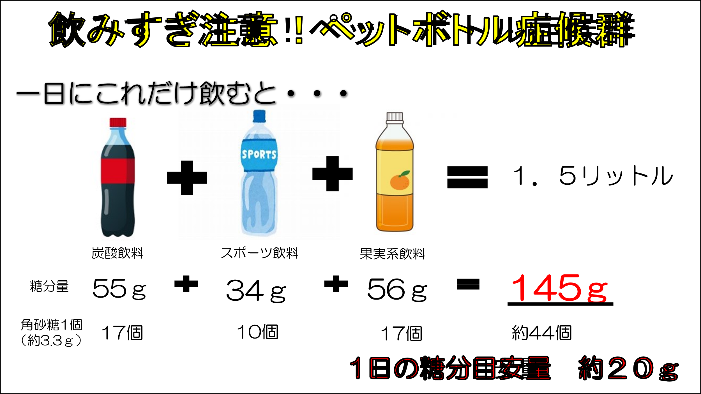 飲みすぎ注意!!ペットボトル症候群
一日にこれだけ飲むと・・・
SPORTS
1.5リットル
炭酸飲料 スポーツ飲料 果実系飲料
糖分量 55g + 34g + 56g = 145g
角砂糖1個 17個 10個 17個 約44個
(約3.3g)
1日の糖分目安量 約20g